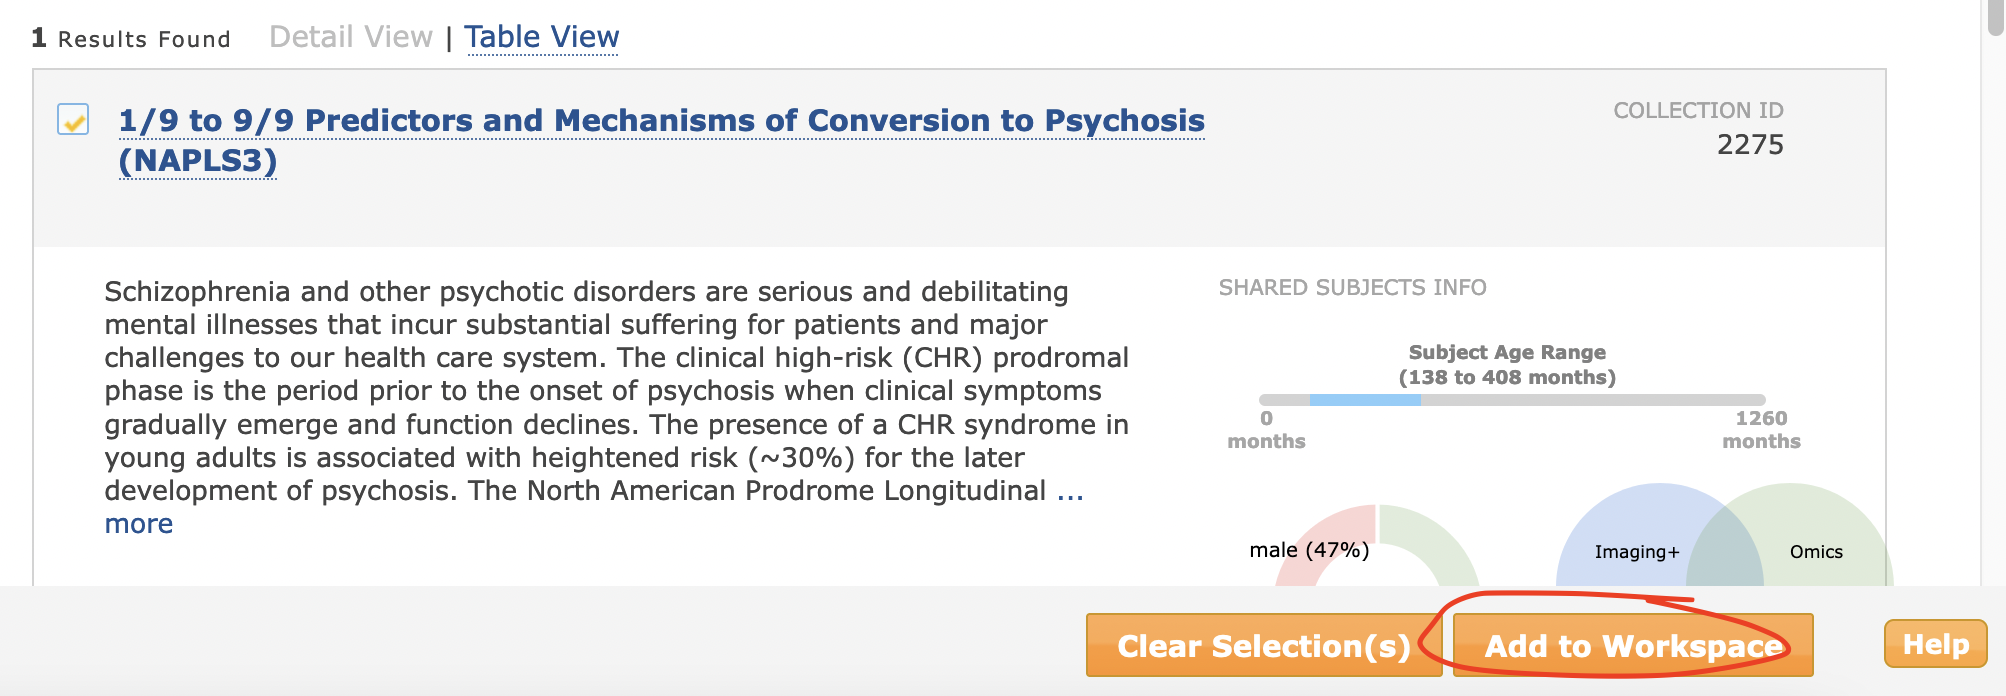 1 Results Found Detail View | Table View
1/9 to 9/9 Predictors and Mechanisms of Conversion to Psychosis
(NAPLS3)
COLLECTION ID
2275
Schizophrenia and other psychotic disorders are serious and debilitating
mental illnesses that incur substantial suffering for patients and major
challenges to our health care system. The clinical high-risk (CHR) prodromal
phase is the period prior to the onset of psychosis when clinical symptoms
gradually emerge and function declines. The presence of a CHR syndrome in
young adults is associated with heightened risk (~30%) for the later
development of psychosis. The North American Prodrome Longitudinal ...
more
SHARED SUBJECTS INFO
Subject Age Range
(138 to 408 months)
0
months
1260
months
male (47%)
Imaging+
Omics
Clear Selection(s)
Add to Workspace
Help